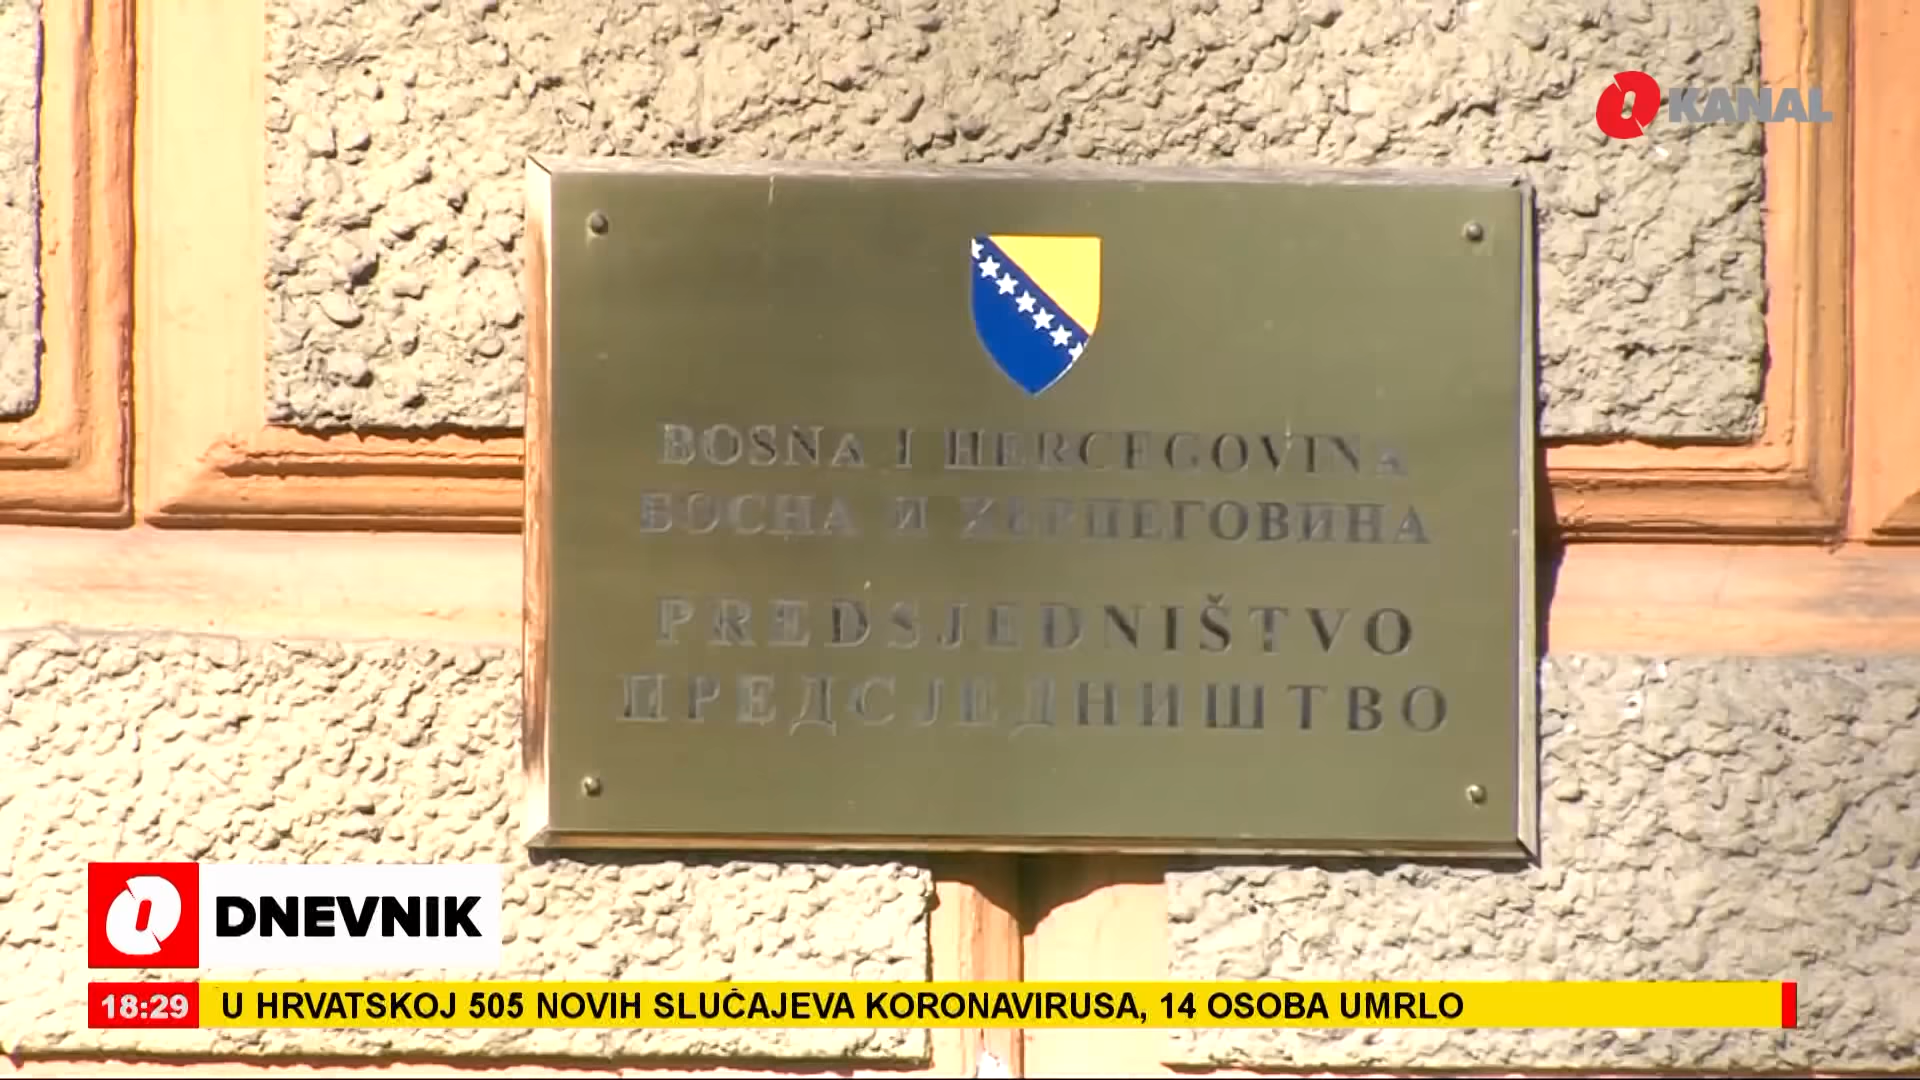 O KANAL
BOSNA I HERCEGOVINA
БОСНА И ХЕРЦЕГОВИНА
PREDSJEDNIŠTVO
ПРЕДСЈЕДНИШТВО
O DNEVNIK
18:29 U HRVATSKOJ 505 NOVIH SLUČAJEVA KORONAVIRUSA, 14 OSOBA UMRLO